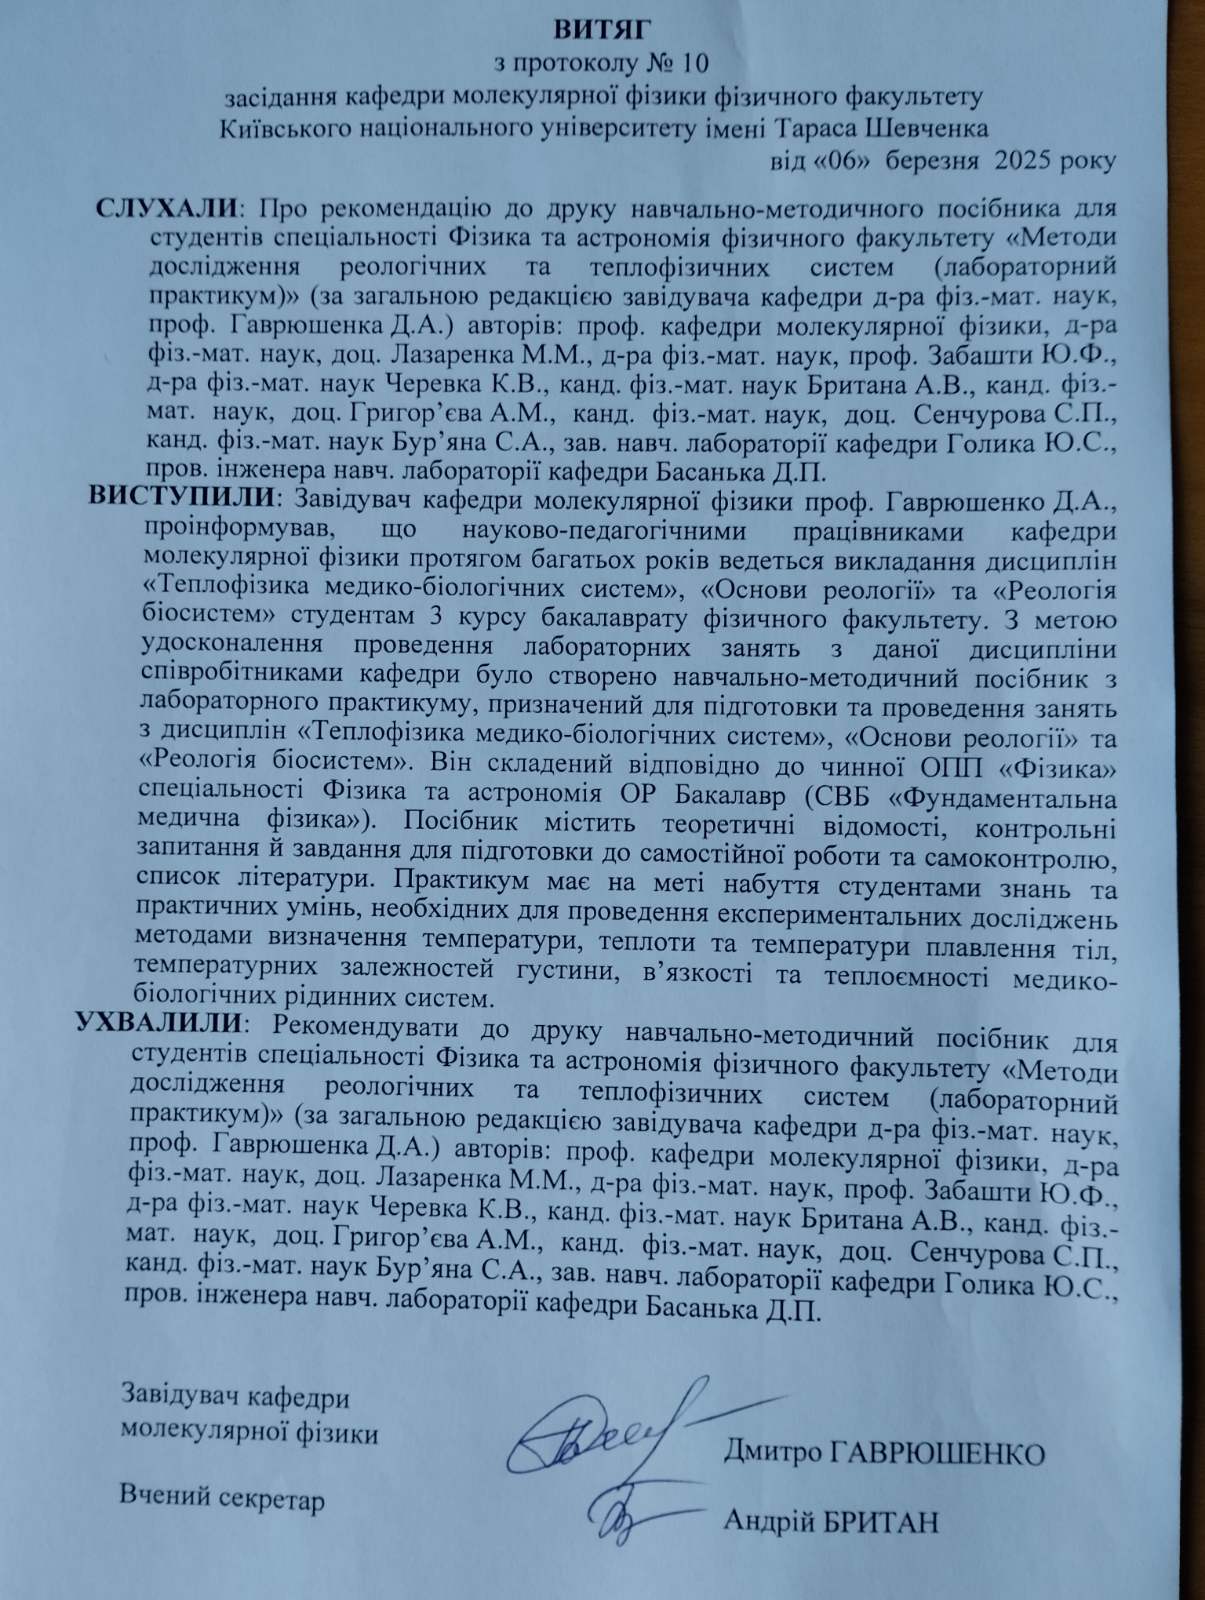 ВИТЯГ
з протоколу № 10
засідання кафедри молекулярної фізики фізичного факультету
Київського національного університету імені Тараса Шевченка
від «06» березня 2025 року
СЛУХАЛИ: Про рекомендацію до друку навчально-методичного посібника для
студентів спеціальності Фізика та астрономія фізичного факультету «Методи
дослідження реологічних та теплофізичних систем (лабораторний
практикум)» (за загальною редакцією завідувача кафедри д-ра фіз.-мат. наук,
проф. Гаврюшенка Д.А.) авторів: проф. кафедри молекулярної фізики, д-ра
фіз.-мат. наук, доц. Лазаренка М.М., д-ра фіз.-мат. наук, проф. Забашти Ю.Ф.,
д-ра фіз.-мат. наук Черевка К.В., канд. фіз.-мат. наук Британа А.В., канд. фіз.-
мат. наук, доц. Григор’єва А.М., канд. фіз.-мат. наук, доц. Сенчурова С.П.,
канд. фіз.-мат. наук Бур’яна С.А., зав. навч. лабораторії кафедри Голика Ю.С.,
пров. інженера навч. лабораторії кафедри Басанька Д.П.
ВИСТУПИЛИ: Завідувач кафедри молекулярної фізики проф. Гаврюшенко Д.А.,
проінформував, що науково-педагогічними працівниками кафедри
молекулярної фізики протягом багатьох років ведеться викладання дисциплін
«Теплофізика медико-біологічних систем», «Основи реології» та «Реологія
біосистем» студентам 3 курсу бакалаврату фізичного факультету. З метою
удосконалення проведення лабораторних занять з даної дисципліни
співробітниками кафедри було створено навчально-методичний посібник з
лабораторного практикуму, призначений для підготовки та проведення занять
з дисциплін «Теплофізика медико-біологічних систем», «Основи реології» та
«Реологія біосистем». Він складений відповідно до чинної ОПП «Фізика»
спеціальності Фізика та астрономія ОР Бакалавр (СВБ «Фундаментальна
медична фізика»). Посібник містить теоретичні відомості, контрольні
запитання й завдання для підготовки до самостійної роботи та самоконтролю,
список літератури. Практикум має на меті набуття студентами знань та
практичних умінь, необхідних для проведення експериментальних досліджень
методами визначення температури, теплоти та температури плавлення тіл,
температурних залежностей густини, в’язкості та теплоємності медико-
біологічних рідинних систем.
УХВАЛИЛИ: Рекомендувати до друку навчально-методичний посібник для
студентів спеціальності Фізика та астрономія фізичного факультету «Методи
дослідження реологічних та теплофізичних систем (лабораторний
практикум)» (за загальною редакцією завідувача кафедри д-ра фіз.-мат. наук,
проф. Гаврюшенка Д.А.) авторів: проф. кафедри молекулярної фізики, д-ра
фіз.-мат. наук, доц. Лазаренка М.М., д-ра фіз.-мат. наук, проф. Забашти Ю.Ф.,
д-ра фіз.-мат. наук Черевка К.В., канд. фіз.-мат. наук Британа А.В., канд. фіз.-
мат. наук, доц. Григор’єва А.М., канд. фіз.-мат. наук, доц. Сенчурова С.П.,
канд. фіз.-мат. наук Бур’яна С.А., зав. навч. лабораторії кафедри Голика Ю.С.,
пров. інженера навч. лабораторії кафедри Басанька Д.П.
Завідувач кафедри
молекулярної фізики
Дмитро ГАВРЮШЕНКО
Вчений секретар
Андрій БРИТАН